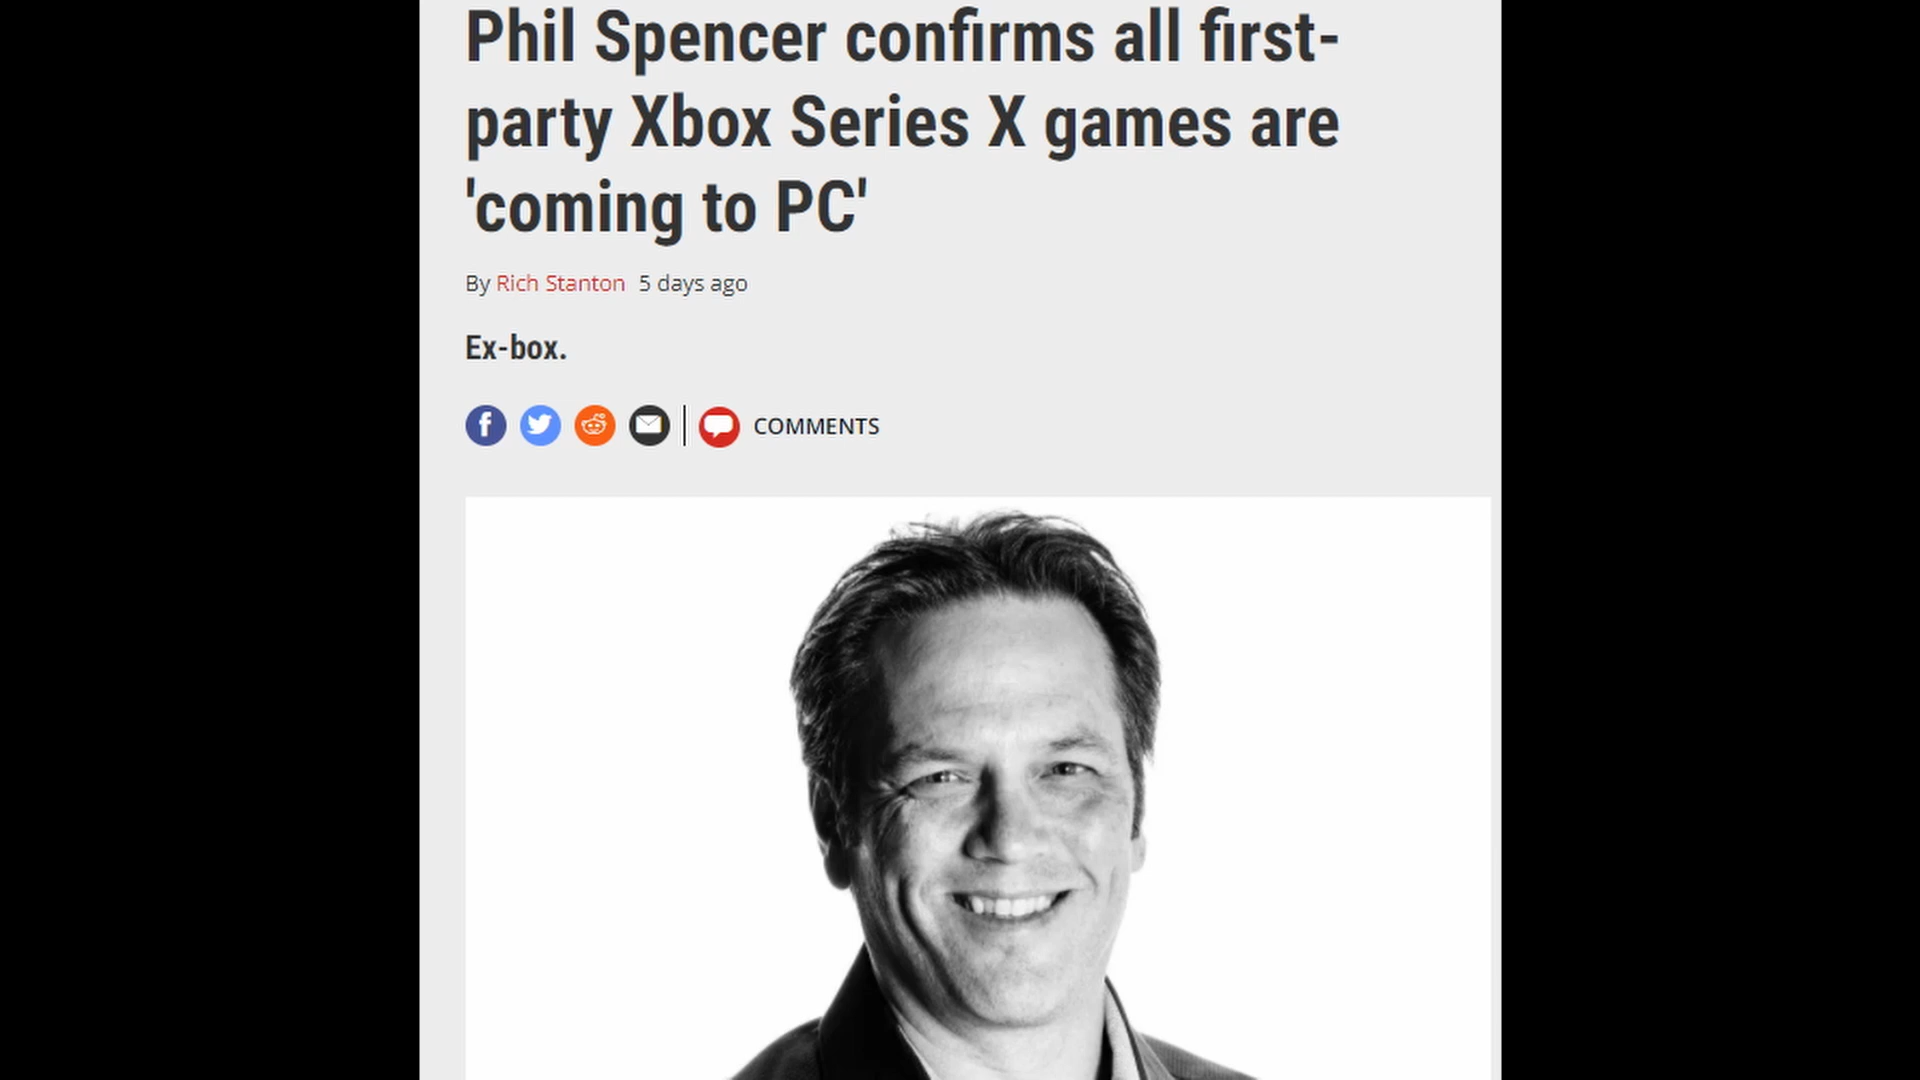 Phil Spencer confirms all first-
party Xbox Series X games are
'coming to PC'
By Rich Stanton 5 days ago
Ex-box.
f COMMENTS